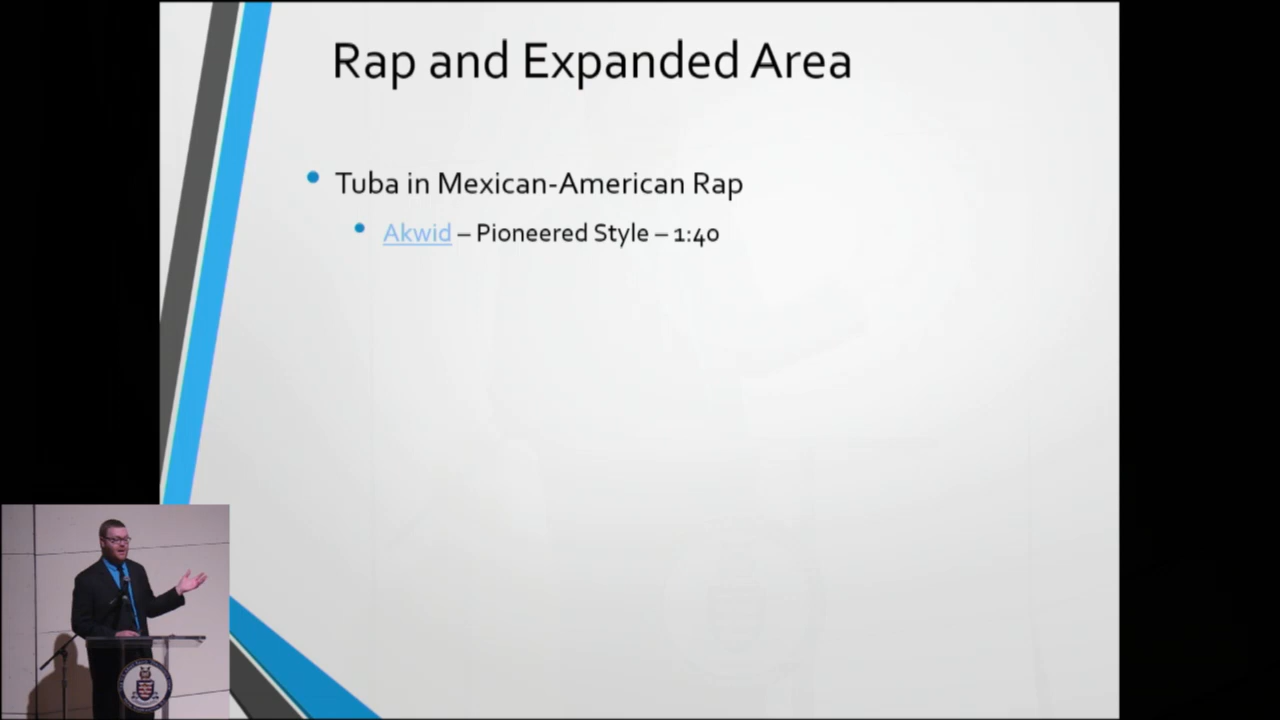 Rap and Expanded Area
Tuba in Mexican-American Rap
Akwid – Pioneered Style – 1:40